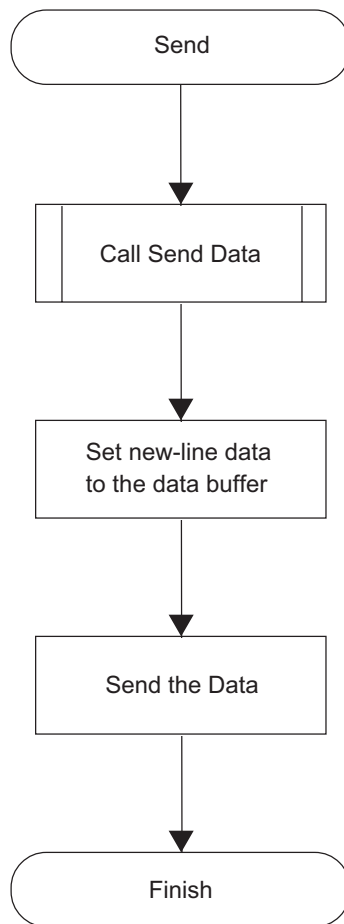 Send
Call Send Data
Set new-line data
to the data buffer
Send the Data
Finish